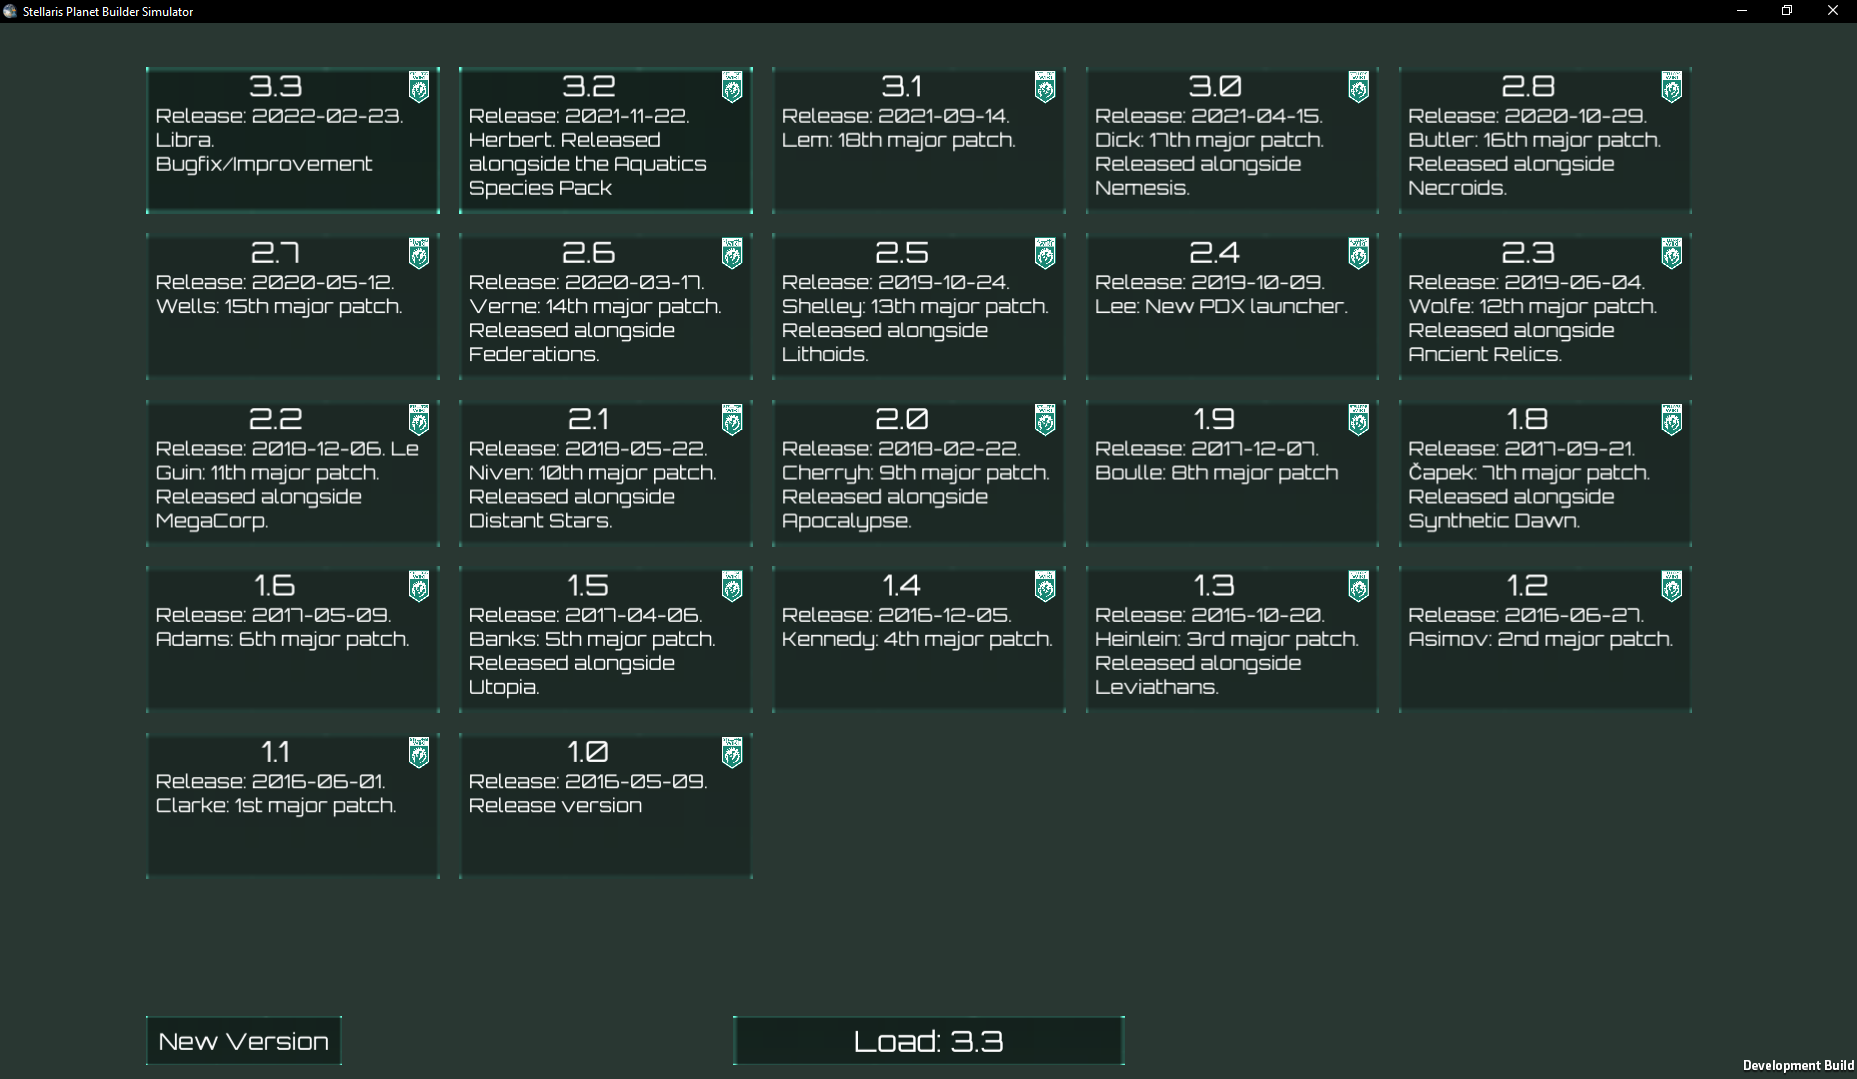 Stellaris Planet Builder Simulator
3.3
Release: 2022-02-23.
Libra.
Bugfix/Improvement
3.2
Release: 2021-11-22.
Herbert. Released
alongside the Aquatics
Species Pack
3.1
Release: 2021-09-14.
Lem: 18th major patch.
3.0
Release: 2021-04-15.
Dick: 17th major patch.
Released alongside
Nemesis.
2.8
Release: 2020-10-29.
Butler: 16th major patch.
Released alongside
Necroids.
2.7
Release: 2020-05-12.
Wells: 15th major patch.
2.6
Release: 2020-03-17.
Verne: 14th major patch.
Released alongside
Federations.
2.5
Release: 2019-10-24.
Shelley: 13th major patch.
Released alongside
Lithoids.
2.4
Release: 2019-10-09.
Lee: New PDX launcher.
2.3
Release: 2019-06-04.
Wolfe: 12th major patch.
Released alongside
Ancient Relics.
2.2
Release: 2018-12-06. Le
Guin: 11th major patch.
Released alongside
MegaCorp.
2.1
Release: 2018-05-22.
Niven: 10th major patch.
Released alongside
Distant Stars.
2.0
Release: 2018-02-22.
Cherryh: 9th major patch.
Released alongside
Apocalypse.
1.9
Release: 2017-12-07.
Boulle: 8th major patch
1.8
Release: 2017-09-21.
Čapek: 7th major patch.
Released alongside
Synthetic Dawn.
1.6
Release: 2017-05-09.
Adams: 6th major patch.
1.5
Release: 2017-04-06.
Banks: 5th major patch.
Released alongside
Utopia.
1.4
Release: 2016-12-05.
Kennedy: 4th major patch.
1.3
Release: 2016-10-20.
Heinlein: 3rd major patch.
Released alongside
Leviathans.
1.2
Release: 2016-06-27.
Asimov: 2nd major patch.
1.1
Release: 2016-06-01.
Clarke: 1st major patch.
1.0
Release: 2016-05-09.
Release version
New Version
Load: 3.3
Development Build